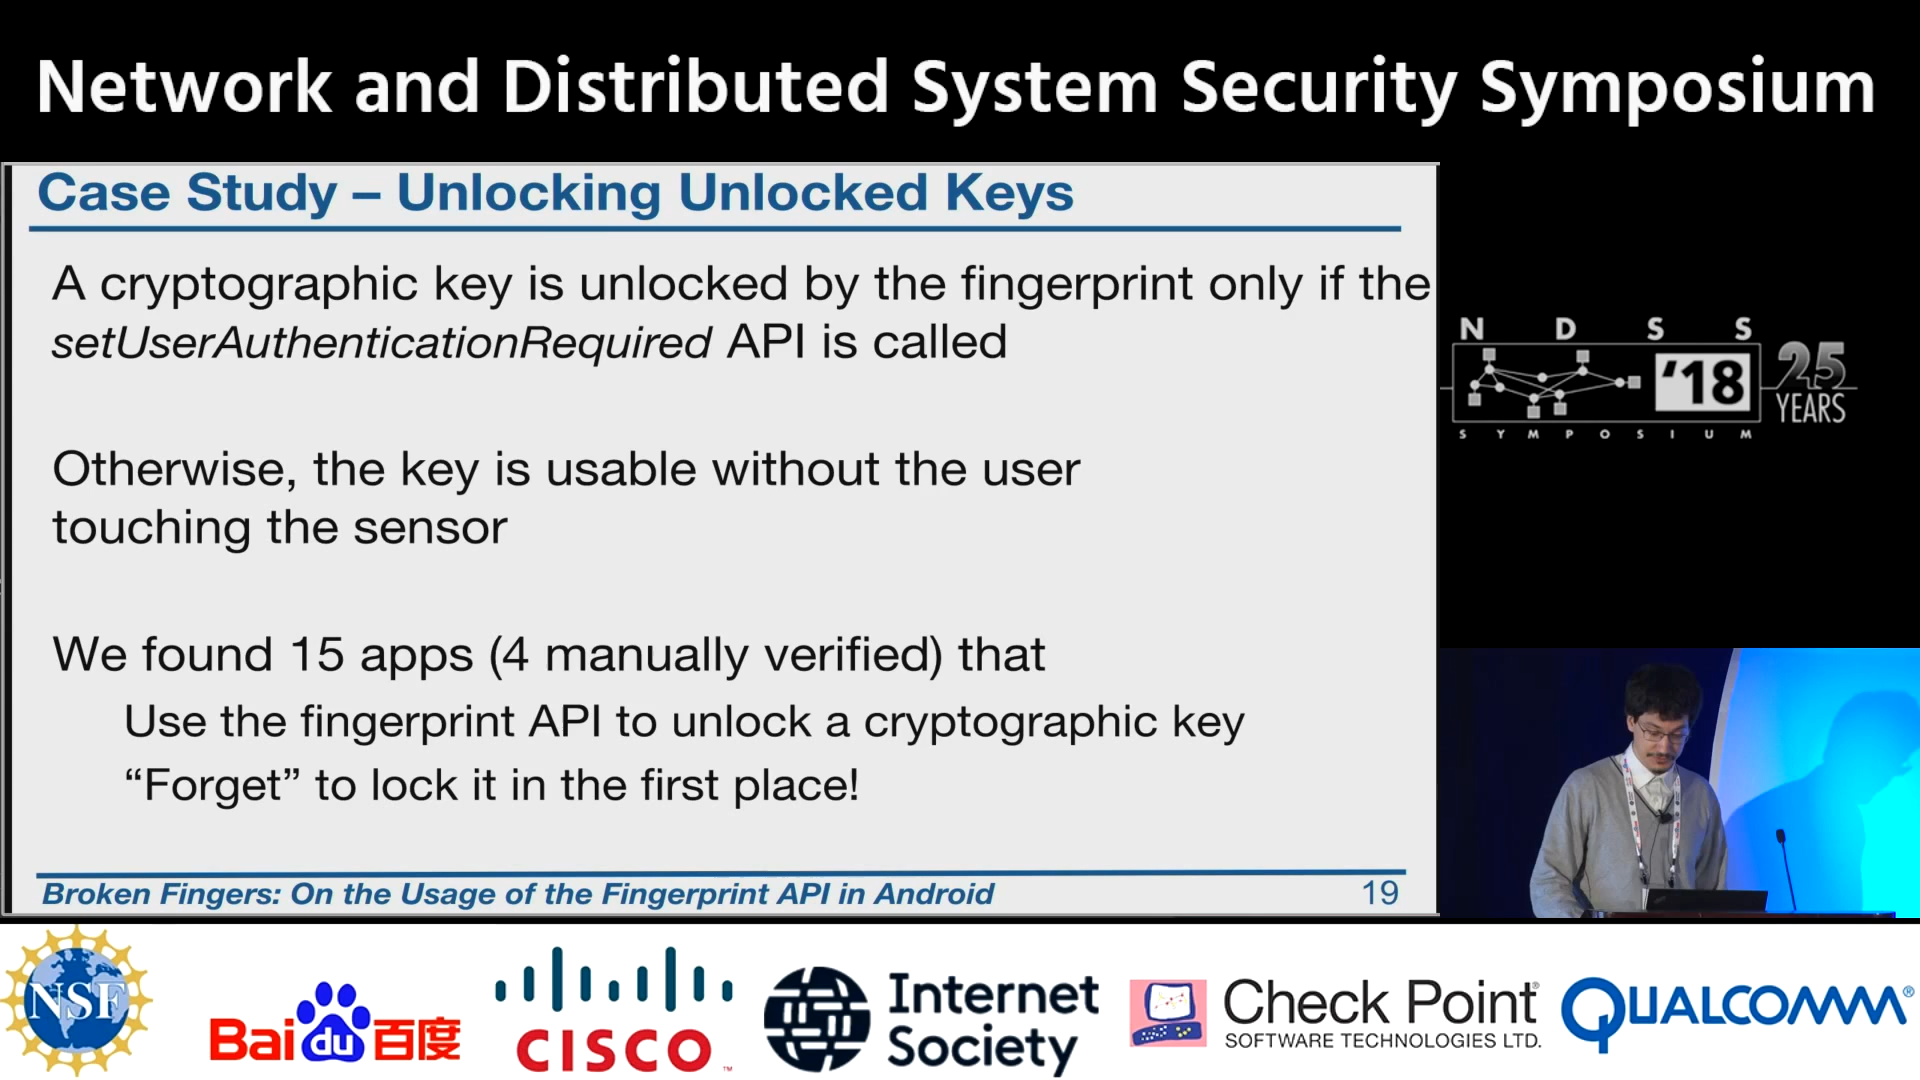 Network and Distributed System Security Symposium
Case Study – Unlocking Unlocked Keys
A cryptographic key is unlocked by the fingerprint only if the
setUserAuthenticationRequired API is called
Otherwise, the key is usable without the user
touching the sensor
We found 15 apps (4 manually verified) that
Use the fingerprint API to unlock a cryptographic key
“Forget” to lock it in the first place!
Broken Fingers: On the Usage of the Fingerprint API in Android
19
N D S S
‘18
25
YEARS
S Y M P O S I U M
NSF
Bai du 百度
CISCO ™
Internet
Society
Check Point
SOFTWARE TECHNOLOGIES LTD.
QUALCOMM®